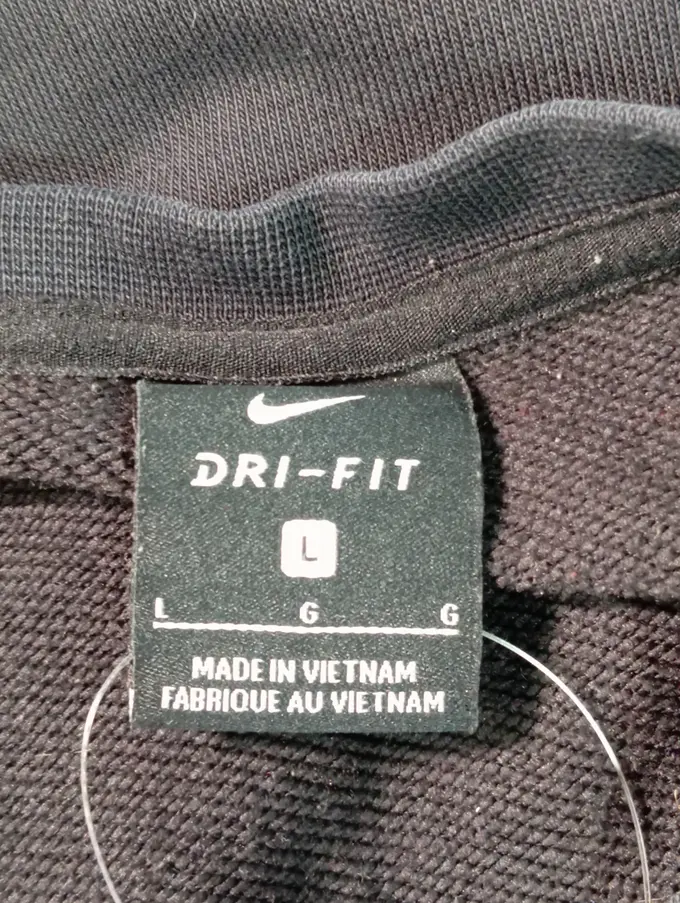 DRI-FIT
L
L G G
MADE IN VIETNAM
FABRIQUE AU VIETNAM